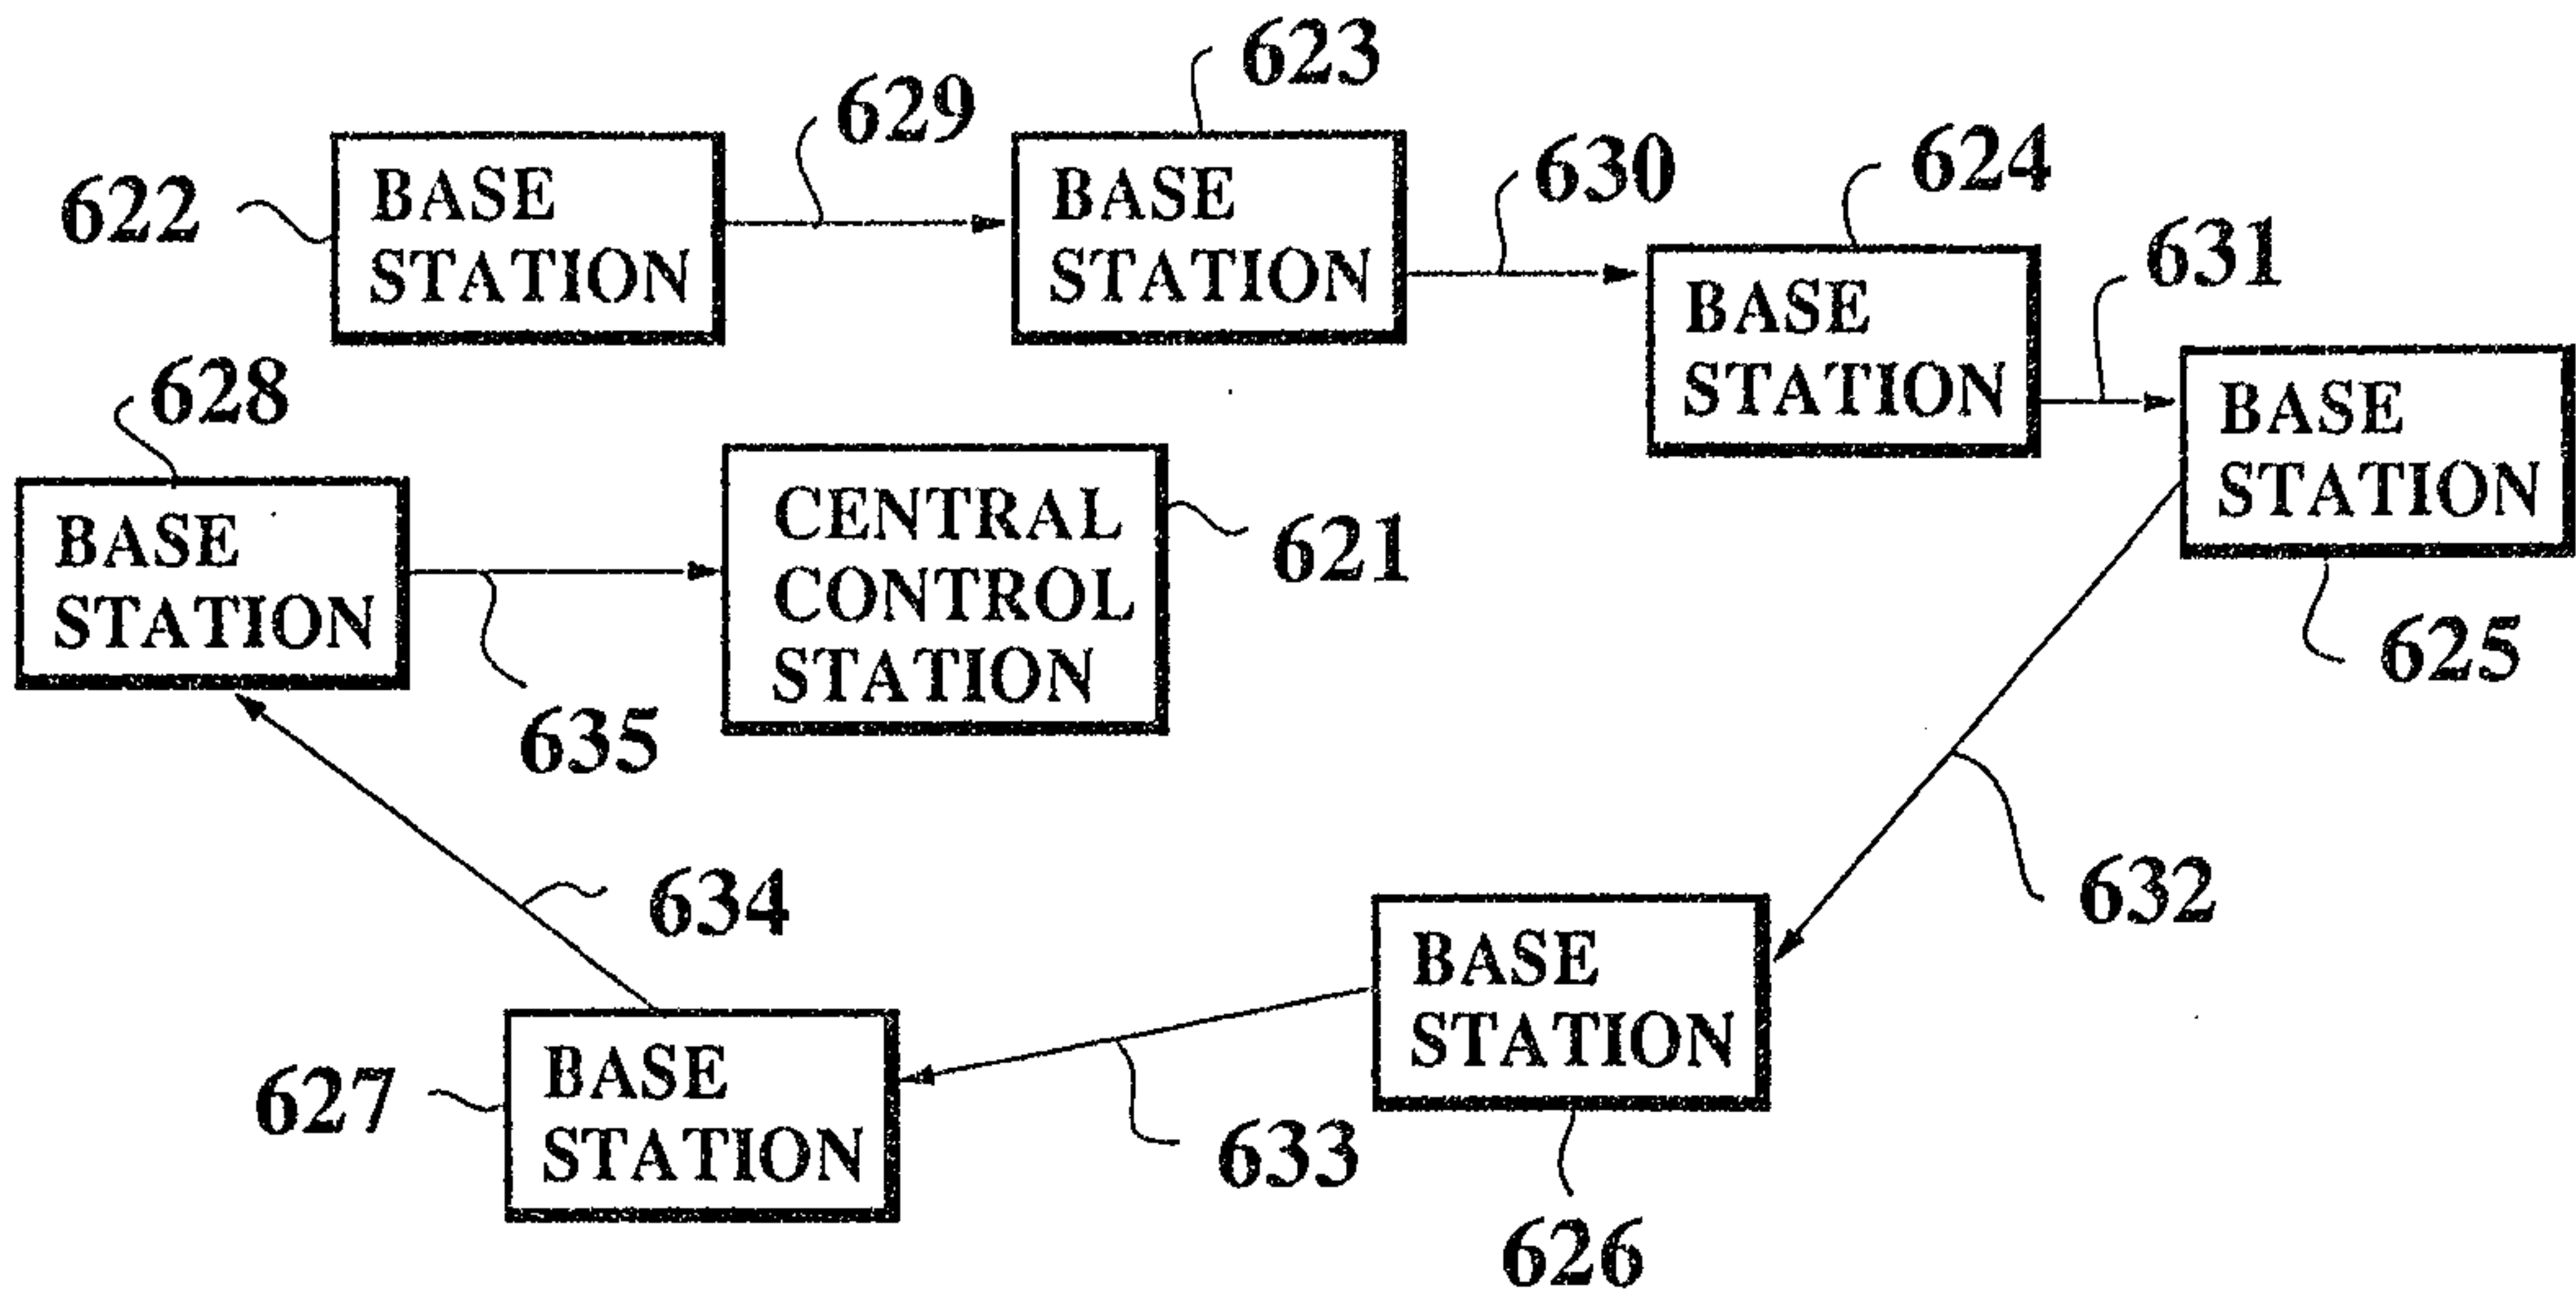 623
629
622
BASE
STATION
BASE
STATION
630
624
631
BASE
STATION
628
BASE
STATION
625
BASE
STATION
635
CENTRAL
CONTROL
STATION
621
632
634
627
BASE
STATION
633
BASE
STATION
626